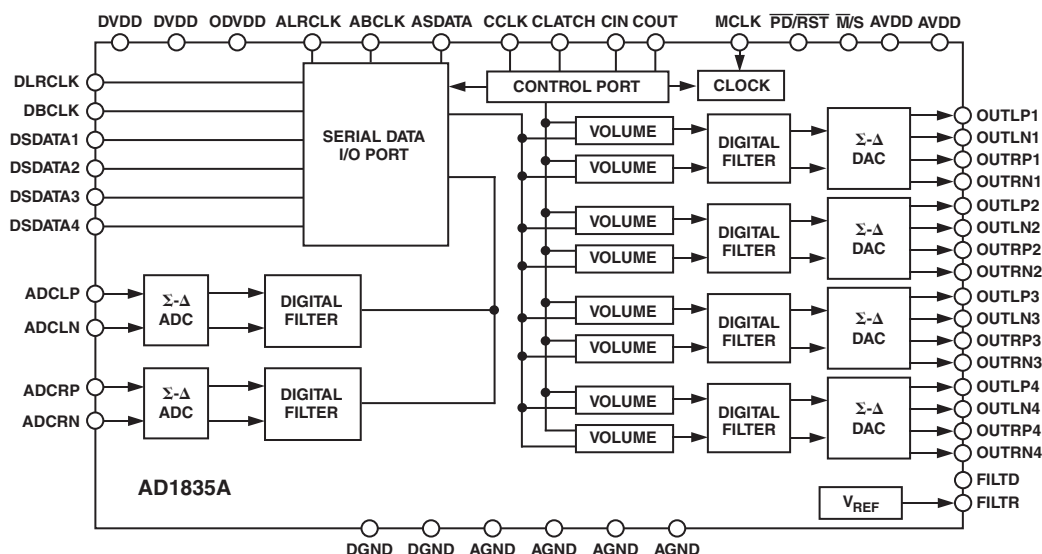 DVDD DVDD ODVDD ALRCLK ABCLK ASDATA CCLK CLATCH CIN COUT MCLK PD/RST M/S AVDD AVDD
DLRCLK
DBCLK
DSDATA1
DSDATA2
DSDATA3
DSDATA4
SERIAL DATA
I/O PORT
CONTROL PORT
CLOCK
VOLUME
VOLUME
DIGITAL
FILTER
Σ-Δ
DAC
OUTLP1
OUTLN1
OUTRP1
OUTRN1
VOLUME
VOLUME
DIGITAL
FILTER
Σ-Δ
DAC
OUTLP2
OUTLN2
OUTRP2
OUTRN2
ADCLP
ADCLN
Σ-Δ
ADC
DIGITAL
FILTER
VOLUME
VOLUME
DIGITAL
FILTER
Σ-Δ
DAC
OUTLP3
OUTLN3
OUTRP3
OUTRN3
ADCRP
ADCRN
Σ-Δ
ADC
DIGITAL
FILTER
VOLUME
VOLUME
DIGITAL
FILTER
Σ-Δ
DAC
OUTLP4
OUTLN4
OUTRP4
OUTRN4
AD1835A
VREF
FILTD
FILTR
DGND DGND AGND AGND AGND AGND